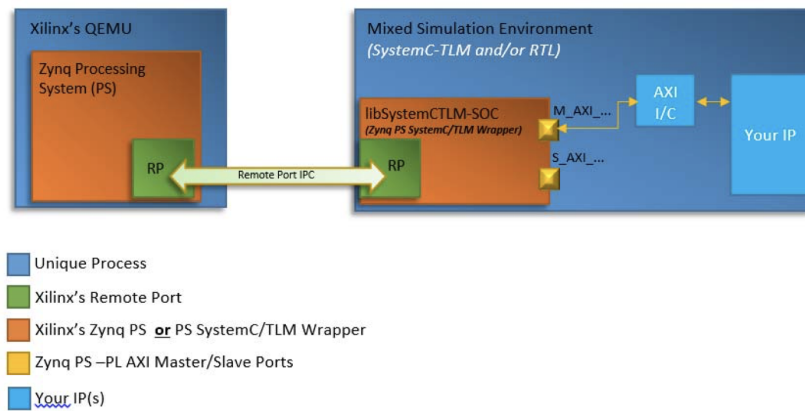 Xilinx's QEMU
Zynq Processing
System (PS)
RP
Remote Port IPC
Mixed Simulation Environment
(SystemC-TLM and/or RTL)
libSystemCTLM-SOC
(Zynq PS SystemC/TLM Wrapper)
RP
M_AXI_...
S_AXI_...
AXI
I/C
Your IP
Unique Process
Xilinx's Remote Port
Xilinx's Zynq PS or PS SystemC/TLM Wrapper
Zynq PS –PL AXI Master/Slave Ports
Your IP(s)